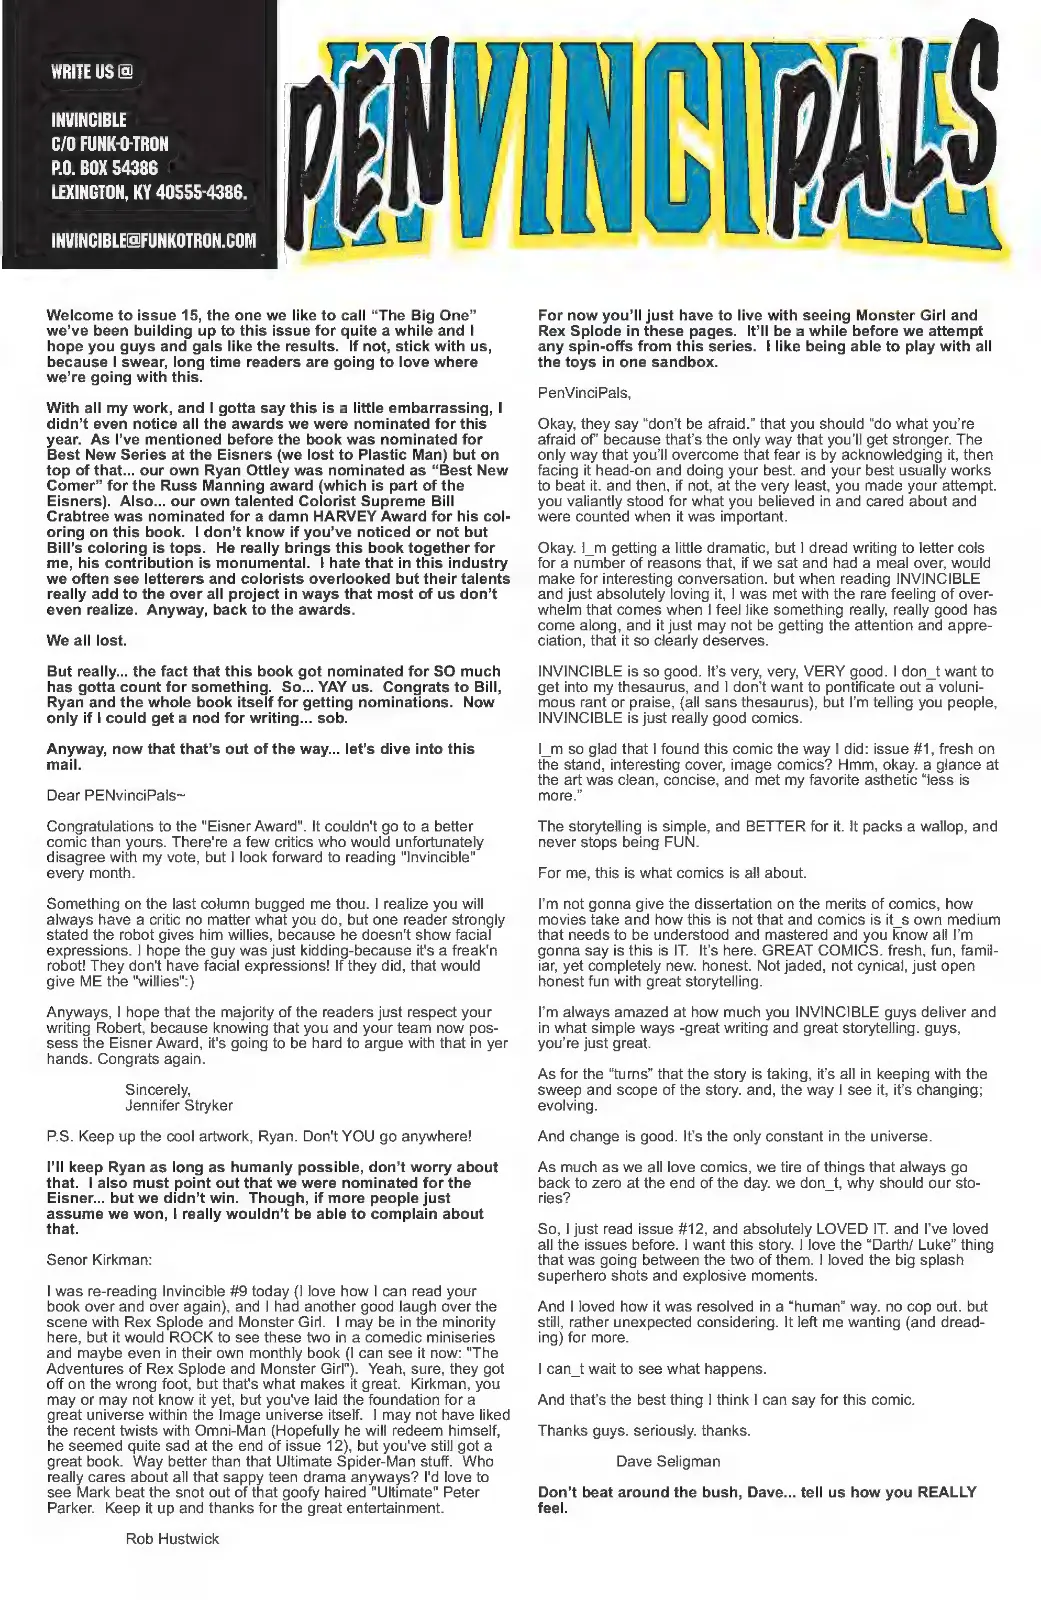 WRITE US @
INVINCIBLE
C/O FUNK-O-TRON
P.O. BOX 54386
LEXINGTON, KY 40555-4386.
INVINCIBLE@FUNKOTRON.COM
INVINCIBLE
PEN PALS
Welcome to issue 15, the one we like to call “The Big One”
we’ve been building up to this issue for quite a while and I
hope you guys and gals like the results.  If not, stick with us,
because I swear, long time readers are going to love where
we’re going with this.
With all my work, and I gotta say this is a little embarrassing, I
didn’t even notice all the awards we were nominated for this
year.  As I’ve mentioned before the book was nominated for
Best New Series at the Eisners (we lost to Plastic Man) but on
top of that... our own Ryan Ottley was nominated as “Best New
Comer” for the Russ Manning award (which is part of the
Eisners).  Also... our own talented Colorist Supreme Bill
Crabtree was nominated for a damn HARVEY Award for his col-
oring on this book.  I don’t know if you’ve noticed or not but
Bill’s coloring is tops.  He really brings this book together for
me, his contribution is monumental.  I hate that in this industry
we often see letterers and colorists overlooked but their talents
really add to the over all project in ways that most of us don’t
even realize.  Anyway, back to the awards.
We all lost.
But really... the fact that this book got nominated for SO much
has gotta count for something.  So... YAY us.  Congrats to Bill,
Ryan and the whole book itself for getting nominations.  Now
only if I could get a nod for writing... sob.
Anyway, now that that’s out of the way... let’s dive into this
mail.
Dear PENvinciPals~
Congratulations to the "Eisner Award". It couldn't go to a better
comic than yours. There're a few critics who would unfortunately
disagree with my vote, but I look forward to reading "Invincible"
every month.
Something on the last column bugged me thou. I realize you will
always have a critic no matter what you do, but one reader strongly
stated the robot gives him willies, because he doesn't show facial
expressions. I hope the guy was just kidding-because it's a freak'n
robot! They don't have facial expressions! If they did, that would
give ME the "willies":)
Anyways, I hope that the majority of the readers just respect your
writing Robert, because knowing that you and your team now pos-
sess the Eisner Award, it's going to be hard to argue with that in yer
hands. Congrats again.
Sincerely,
Jennifer Stryker
P.S. Keep up the cool artwork, Ryan. Don't YOU go anywhere!
I’ll keep Ryan as long as humanly possible, don’t worry about
that.  I also must point out that we were nominated for the
Eisner... but we didn’t win.  Though, if more people just
assume we won, I really wouldn’t be able to complain about
that.
Senor Kirkman:
I was re-reading Invincible #9 today (I love how I can read your
book over and over again), and I had another good laugh over the
scene with Rex Splode and Monster Girl.  I may be in the minority
here, but it would ROCK to see these two in a comedic miniseries
and maybe even in their own monthly book (I can see it now: "The
Adventures of Rex Splode and Monster Girl").  Yeah, sure, they got
off on the wrong foot, but that's what makes it great.  Kirkman, you
may or may not know it yet, but you've laid the foundation for a
great universe within the Image universe itself.  I may not have liked
the recent twists with Omni-Man (Hopefully he will redeem himself,
he seemed quite sad at the end of issue 12), but you've still got a
great book.  Way better than that Ultimate Spider-Man stuff.  Who
really cares about all that sappy teen drama anyways? I'd love to
see Mark beat the snot out of that goofy haired "Ultimate" Peter
Parker.  Keep it up and thanks for the great entertainment.
Rob Hustwick
For now you’ll just have to live with seeing Monster Girl and
Rex Splode in these pages.  It’ll be a while before we attempt
any spin-offs from this series.  I like being able to play with all
the toys in one sandbox.
PenVinciPals,
Okay, they say “don’t be afraid.” that you should “do what you’re
afraid of” because that’s the only way that you’ll get stronger. The
only way that you’ll overcome that fear is by acknowledging it, then
facing it head-on and doing your best. and your best usually works
to beat it. and then, if not, at the very least, you made your attempt.
you valiantly stood for what you believed in and cared about and
were counted when it was important.
Okay. I_m getting a little dramatic, but I dread writing to letter cols
for a number of reasons that, if we sat and had a meal over, would
make for interesting conversation. but when reading INVINCIBLE
and just absolutely loving it, I was met with the rare feeling of over-
whelm that comes when I feel like something really, really good has
come along, and it just may not be getting the attention and appre-
ciation, that it so clearly deserves.
INVINCIBLE is so good. It’s very, very, VERY good. I don_t want to
get into my thesaurus, and I don’t want to pontificate out a voluni-
mous rant or praise, (all sans thesaurus), but I’m telling you people,
INVINCIBLE is just really good comics.
I_m so glad that I found this comic the way I did: issue #1, fresh on
the stand, interesting cover, image comics? Hmm, okay. a glance at
the art was clean, concise, and met my favorite asthetic “less is
more.”
The storytelling is simple, and BETTER for it. It packs a wallop, and
never stops being FUN.
For me, this is what comics is all about.
I’m not gonna give the dissertation on the merits of comics, how
movies take and how this is not that and comics is it_s own medium
that needs to be understood and mastered and you know all I’m
gonna say is this is IT.  It’s here. GREAT COMICS. fresh, fun, famil-
iar, yet completely new. honest. Not jaded, not cynical, just open
honest fun with great storytelling.
I’m always amazed at how much you INVINCIBLE guys deliver and
in what simple ways -great writing and great storytelling. guys,
you’re just great.
As for the “turns” that the story is taking, it’s all in keeping with the
sweep and scope of the story. and, the way I see it, it’s changing;
evolving.
And change is good. It’s the only constant in the universe.
As much as we all love comics, we tire of things that always go
back to zero at the end of the day. we don_t, why should our sto-
ries?
So, I just read issue #12, and absolutely LOVED IT. and I’ve loved
all the issues before. I want this story. I love the “Darth/ Luke” thing
that was going between the two of them. I loved the big splash
superhero shots and explosive moments.
And I loved how it was resolved in a “human” way. no cop out. but
still, rather unexpected considering. It left me wanting (and dread-
ing) for more.
I can_t wait to see what happens.
And that’s the best thing I think I can say for this comic.
Thanks guys. seriously. thanks.
Dave Seligman
Don’t beat around the bush, Dave... tell us how you REALLY
feel.